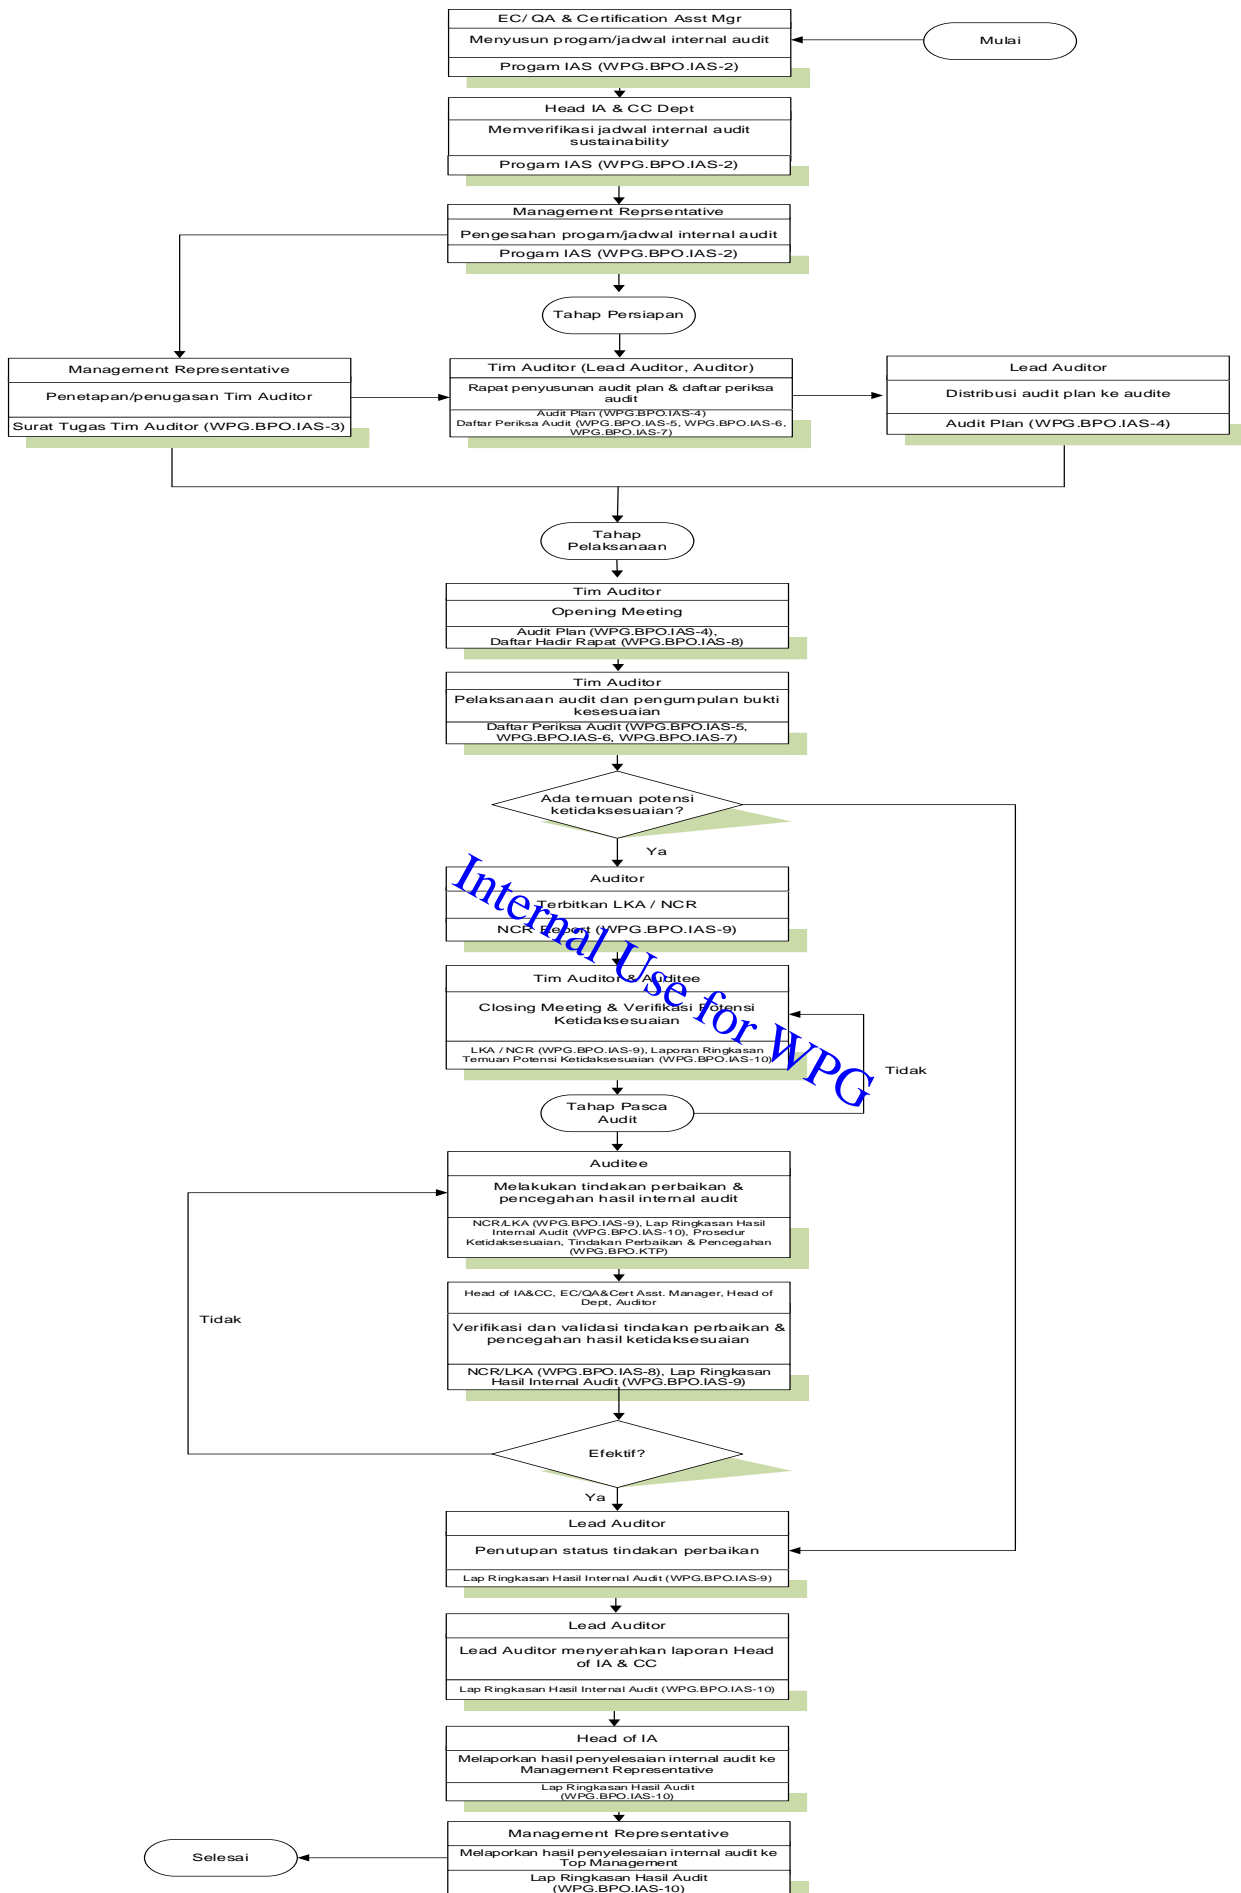 EC/ QA & Certification Asst Mgr
Menyusun progam/jadwal internal audit
Progam IAS (WPG.BPO.IAS-2)
Mulai
Head IA & CC Dept
Memverifikasi jadwal internal audit
sustainability
Progam IAS (WPG.BPO.IAS-2)
Management Reprsentative
Pengesahan progam/jadwal internal audit
Progam IAS (WPG.BPO.IAS-2)
Tahap Persiapan
Management Representative
Penetapan/penugasan Tim Auditor
Surat Tugas Tim Auditor (WPG.BPO.IAS-3)
Tim Auditor (Lead Auditor, Auditor)
Rapat penyusunan audit plan & daftar periksa
audit
Audit Plan (WPG.BPO.IAS-4)
Daftar Periksa Audit (WPG.BPO.IAS-5, WPG.BPO.IAS-6,
WPG.BPO.IAS-7)
Lead Auditor
Distribusi audit plan ke audite
Audit Plan (WPG.BPO.IAS-4)
Tahap
Pelaksanaan
Tim Auditor
Opening Meeting
Audit Plan (WPG.BPO.IAS-4),
Daftar Hadir Rapat (WPG.BPO.IAS-8)
Tim Auditor
Pelaksanaan audit dan pengumpulan bukti
kesesuaian
Daftar Periksa Audit (WPG.BPO.IAS-5,
WPG.BPO.IAS-6, WPG.BPO.IAS-7)
Ada temuan potensi
ketidaksesuaian?
Ya
Auditor
Terbitkan LKA / NCR
NCR Report (WPG.BPO.IAS-9)
Internal Use for WPG
Tim Auditor & Auditee
Closing Meeting & Verifikasi Potensi
Ketidaksesuaian
LKA / NCR (WPG.BPO.IAS-9), Laporan Ringkasan
Temuan Potensi Ketidaksesuaian (WPG.BPO.IAS-10)
Tidak
Tahap Pasca
Audit
Auditee
Melakukan tindakan perbaikan &
pencegahan hasil internal audit
NCR/LKA (WPG.BPO.IAS-9), Lap Ringkasan Hasil
Internal Audit (WPG.BPO.IAS-10), Prosedur
Ketidaksesuaian, Tindakan Perbaikan & Pencegahan
(WPG.BPO.KTP)
Head of IA&CC, EC/QA&Cert Asst. Manager, Head of
Dept, Auditor
Verifikasi dan validasi tindakan perbaikan &
pencegahan hasil ketidaksesuaian
NCR/LKA (WPG.BPO.IAS-8), Lap Ringkasan
Hasil Internal Audit (WPG.BPO.IAS-9)
Tidak
Efektif?
Ya
Lead Auditor
Penutupan status tindakan perbaikan
Lap Ringkasan Hasil Internal Audit (WPG.BPO.IAS-9)
Lead Auditor
Lead Auditor menyerahkan laporan Head
of IA & CC
Lap Ringkasan Hasil Internal Audit (WPG.BPO.IAS-10)
Head of IA
Melaporkan hasil penyelesaian internal audit ke
Management Representative
Lap Ringkasan Hasil Audit
(WPG.BPO.IAS-10)
Management Representative
Melaporkan hasil penyelesaian internal audit ke
Top Management
Lap Ringkasan Hasil Audit
(WPG.BPO.IAS-10)
Selesai